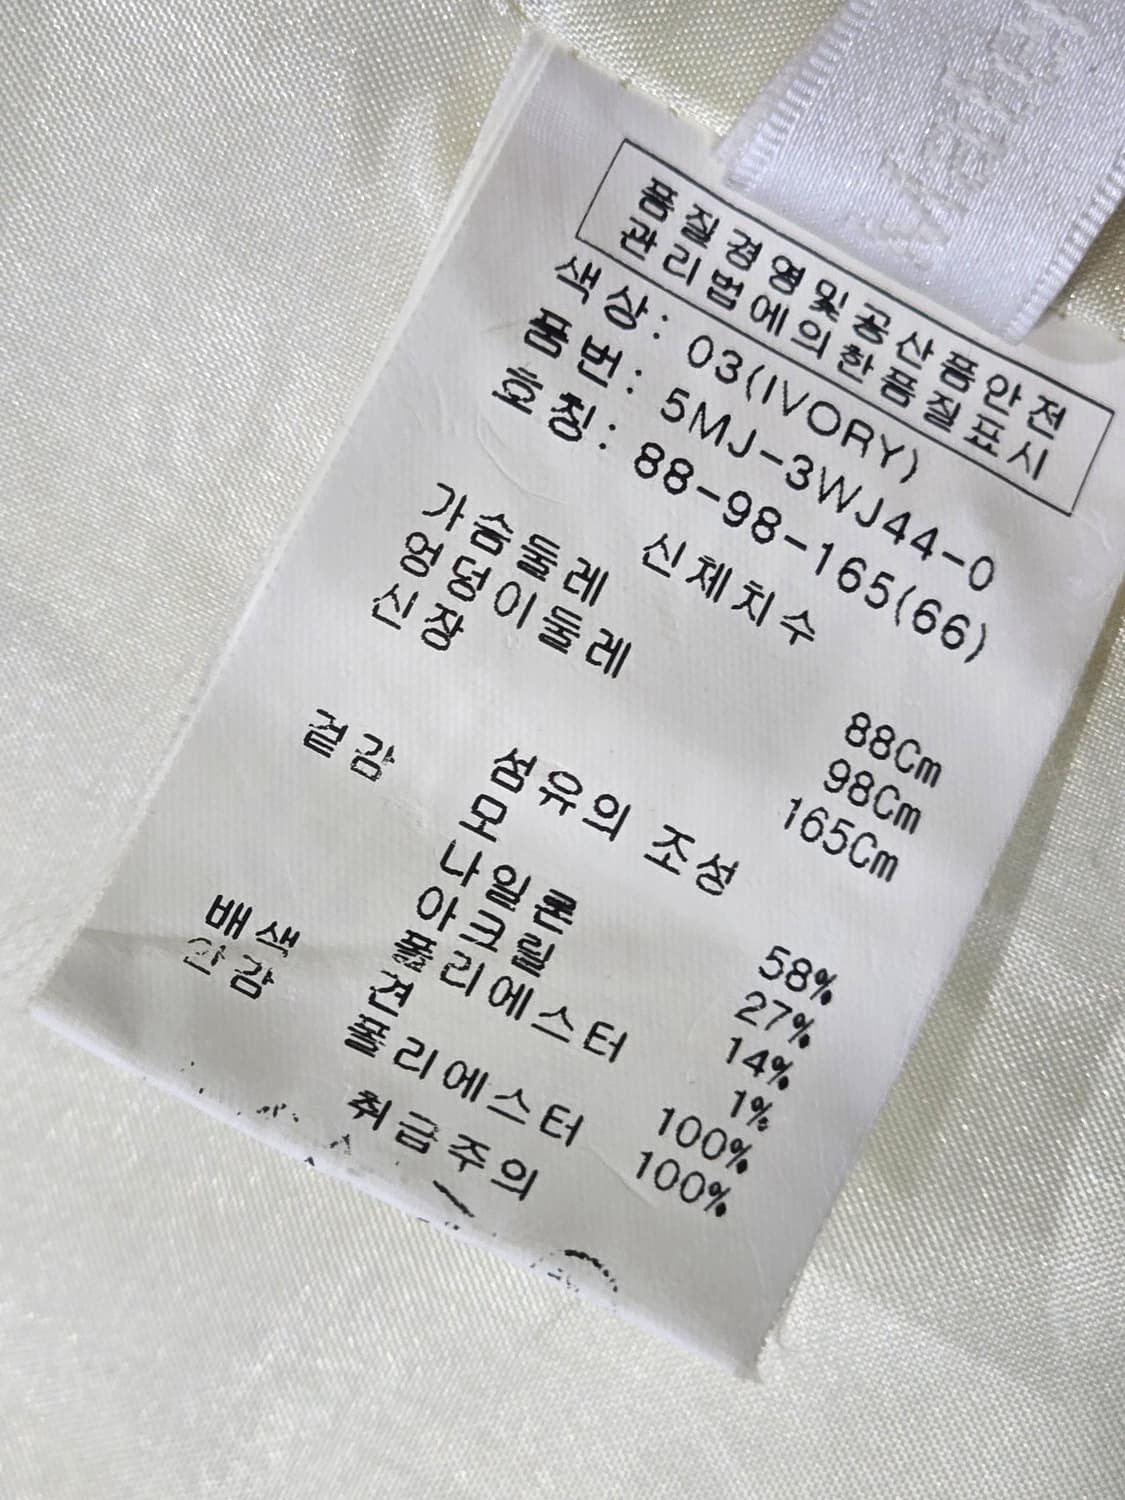 품질경영및공산품안전
관리법에의한품질표시
색상: 03(IVORY)
품번: 5MJ-3WJ44-0
호칭: 88-98-165(66)
신체치수
가슴둘레 88Cm
엉덩이둘레 98Cm
신장 165Cm
섬유의 조성
겉감 모 58%
나일론 27%
아크릴 14%
폴리에스터 1%
배색 견 100%
안감 폴리에스터 100%
취급주의